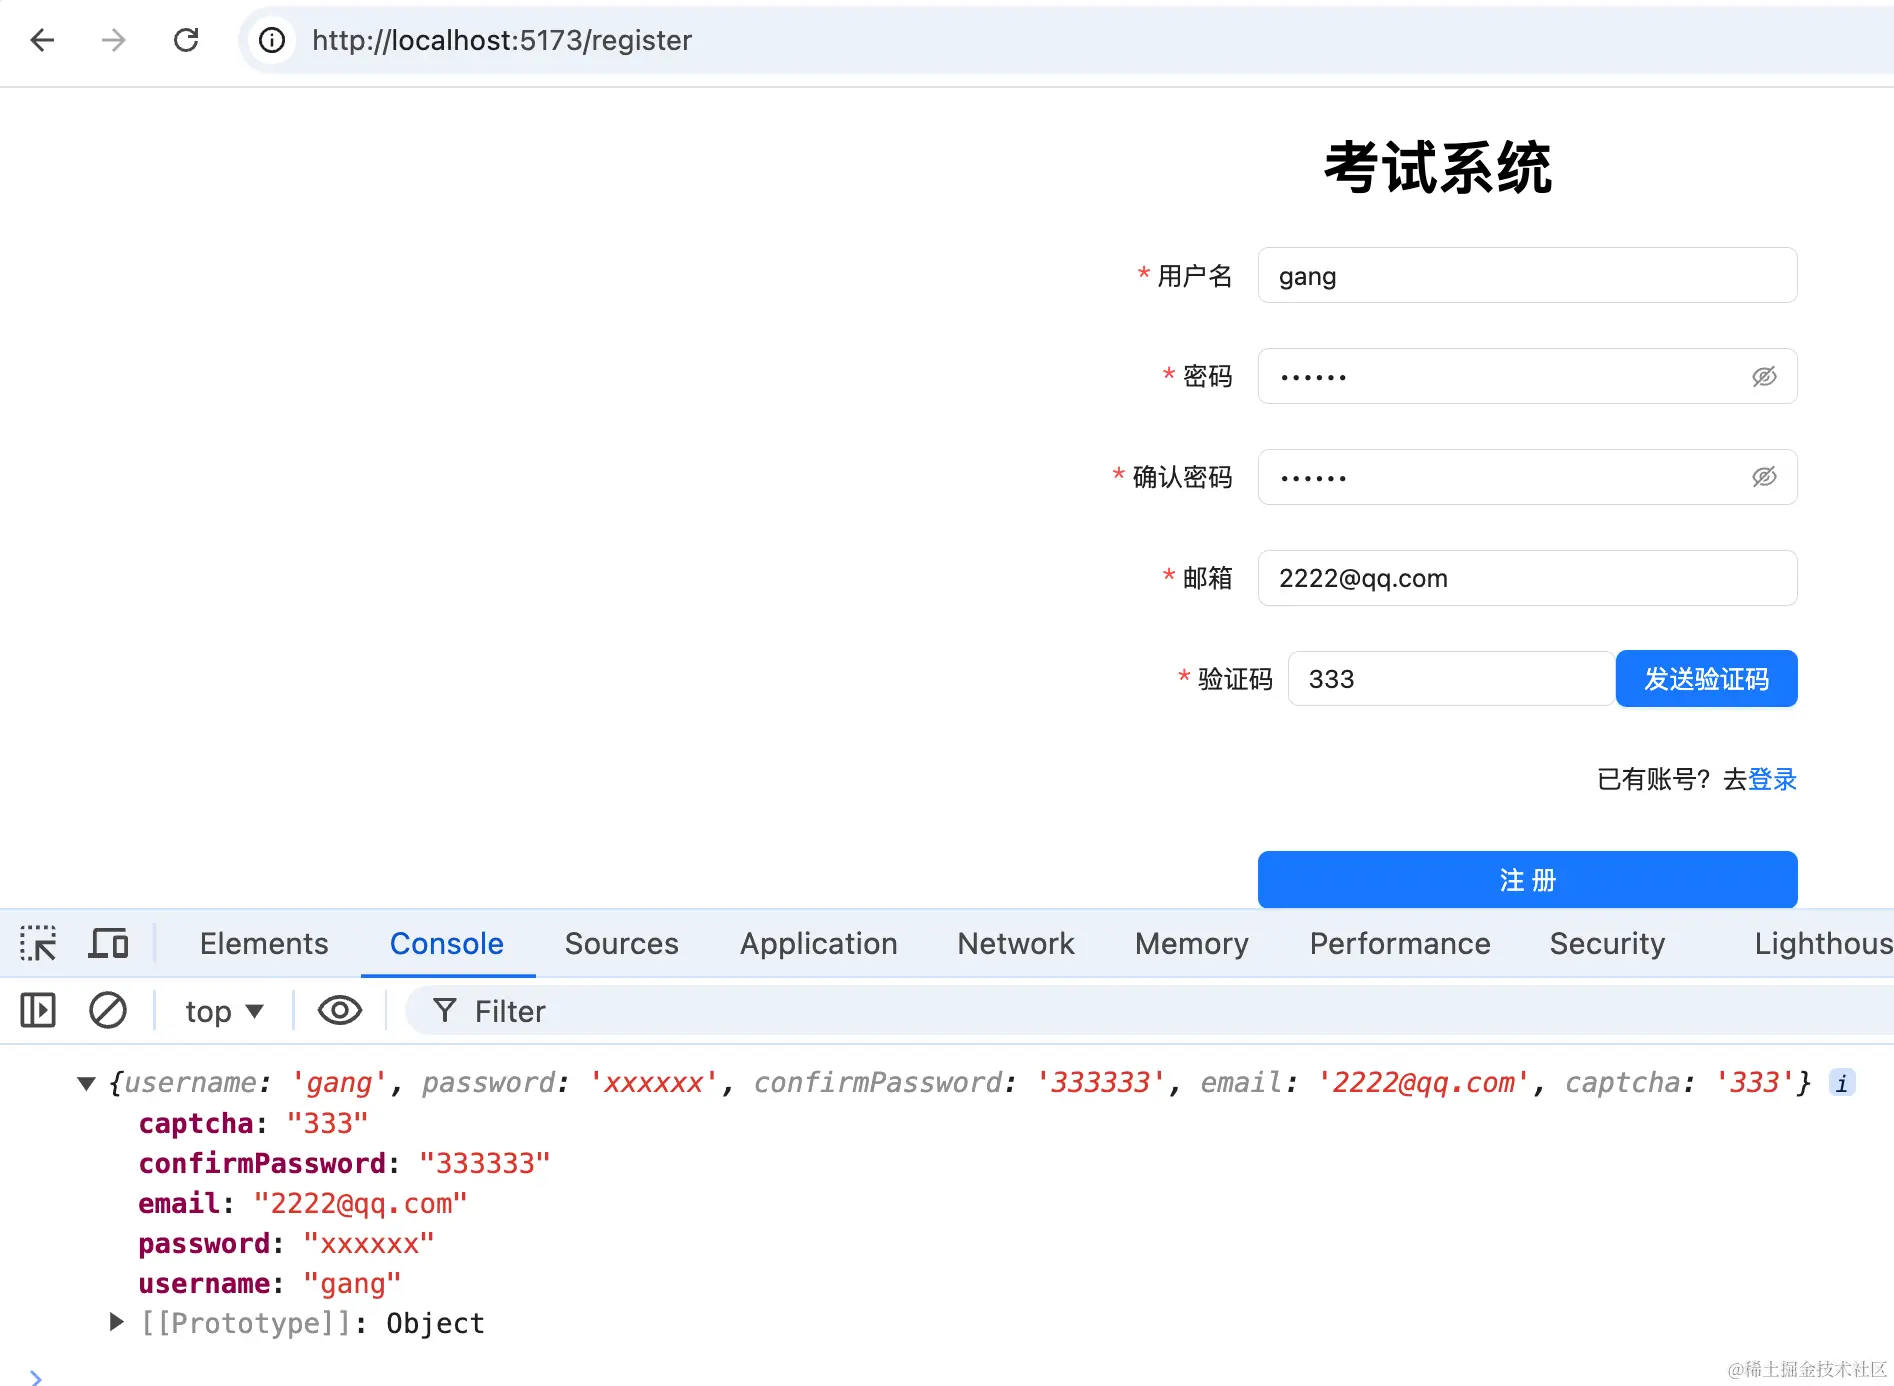 http://localhost:5173/register
考试系统
* 用户名 gang
* 密码 ••••••
* 确认密码 ••••••
* 邮箱 2222@qq.com
* 验证码 333 发送验证码
已有账号？去登录
注 册
Elements Console Sources Application Network Memory Performance Security Lighthous
top Filter
{username: 'gang', password: 'xxxxxx', confirmPassword: '333333', email: '2222@qq.com', captcha: '333'} i
captcha: "333"
confirmPassword: "333333"
email: "2222@qq.com"
password: "xxxxxx"
username: "gang"
[[Prototype]]: Object
@稀土掘金技术社区